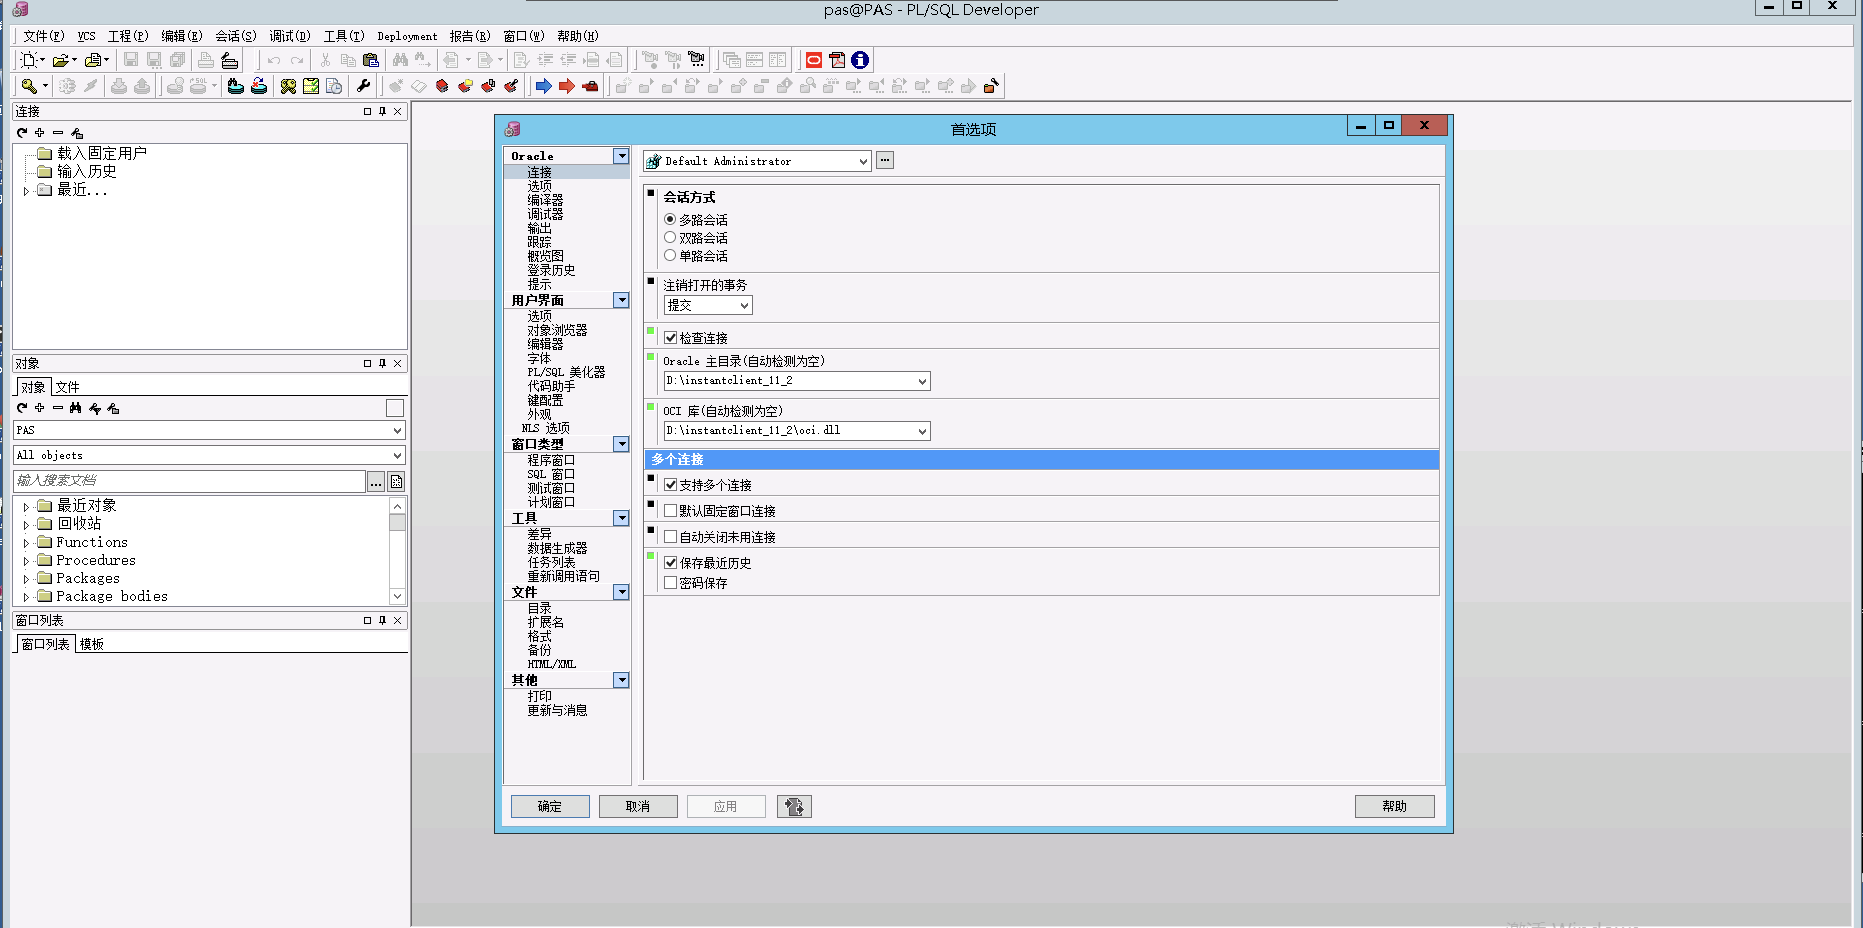 pas@PAS - PL/SQL Developer
文件(F) VCS 工程(P) 编辑(E) 会话(S) 调试(D) 工具(T) Deployment 报告(R) 窗口(W) 帮助(H)
连接
载入固定用户
输入历史
最近...
对象
对象 文件
PAS
All objects
输入搜索文档
...
最近对象
回收站
Functions
Procedures
Packages
Package bodies
窗口列表
窗口列表 模板
首选项
Oracle
连接
选项
编译器
调试器
输出
跟踪
概览图
登录历史
提示
用户界面
选项
对象浏览器
编辑器
字体
PL/SQL 美化器
代码助手
键配置
外观
NLS 选项
窗口类型
程序窗口
SQL 窗口
测试窗口
计划窗口
工具
差异
数据生成器
任务列表
重新调用语句
文件
目录
扩展名
格式
备份
HTML/XML
其他
打印
更新与消息
Default Administrator
...
会话方式
多路会话
双路会话
单路会话
注销打开的事务
提交
检查连接
Oracle 主目录(自动检测为空)
D:\instantclient_11_2
OCI 库(自动检测为空)
D:\instantclient_11_2\oci.dll
多个连接
支持多个连接
默认固定窗口连接
自动关闭未用连接
保存最近历史
密码保存
确定 取消 应用 帮助